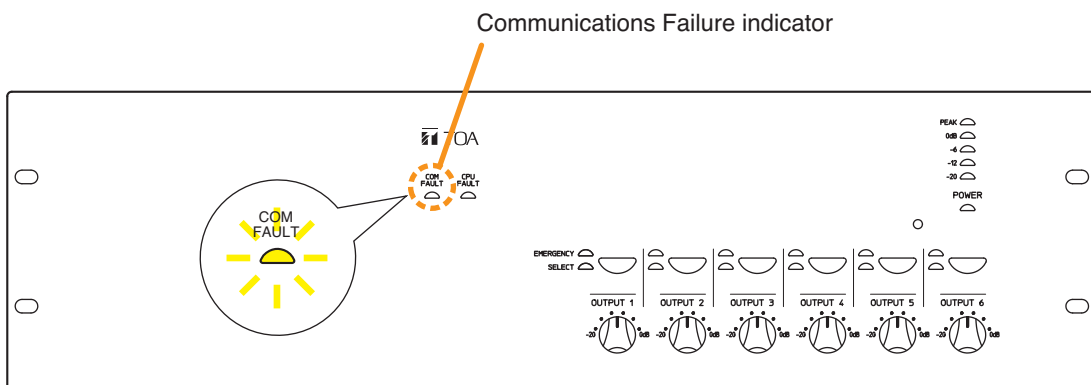 Communications Failure indicator
TOA
COM
FAULT
CPU
FAULT
COM
FAULT
PEAK
0dB
-6
-12
-20
POWER
EMERGENCY
SELECT
OUTPUT 1
OUTPUT 2
OUTPUT 3
OUTPUT 4
OUTPUT 5
OUTPUT 6
-20 0dB
-20 0dB
-20 0dB
-20 0dB
-20 0dB
-20 0dB